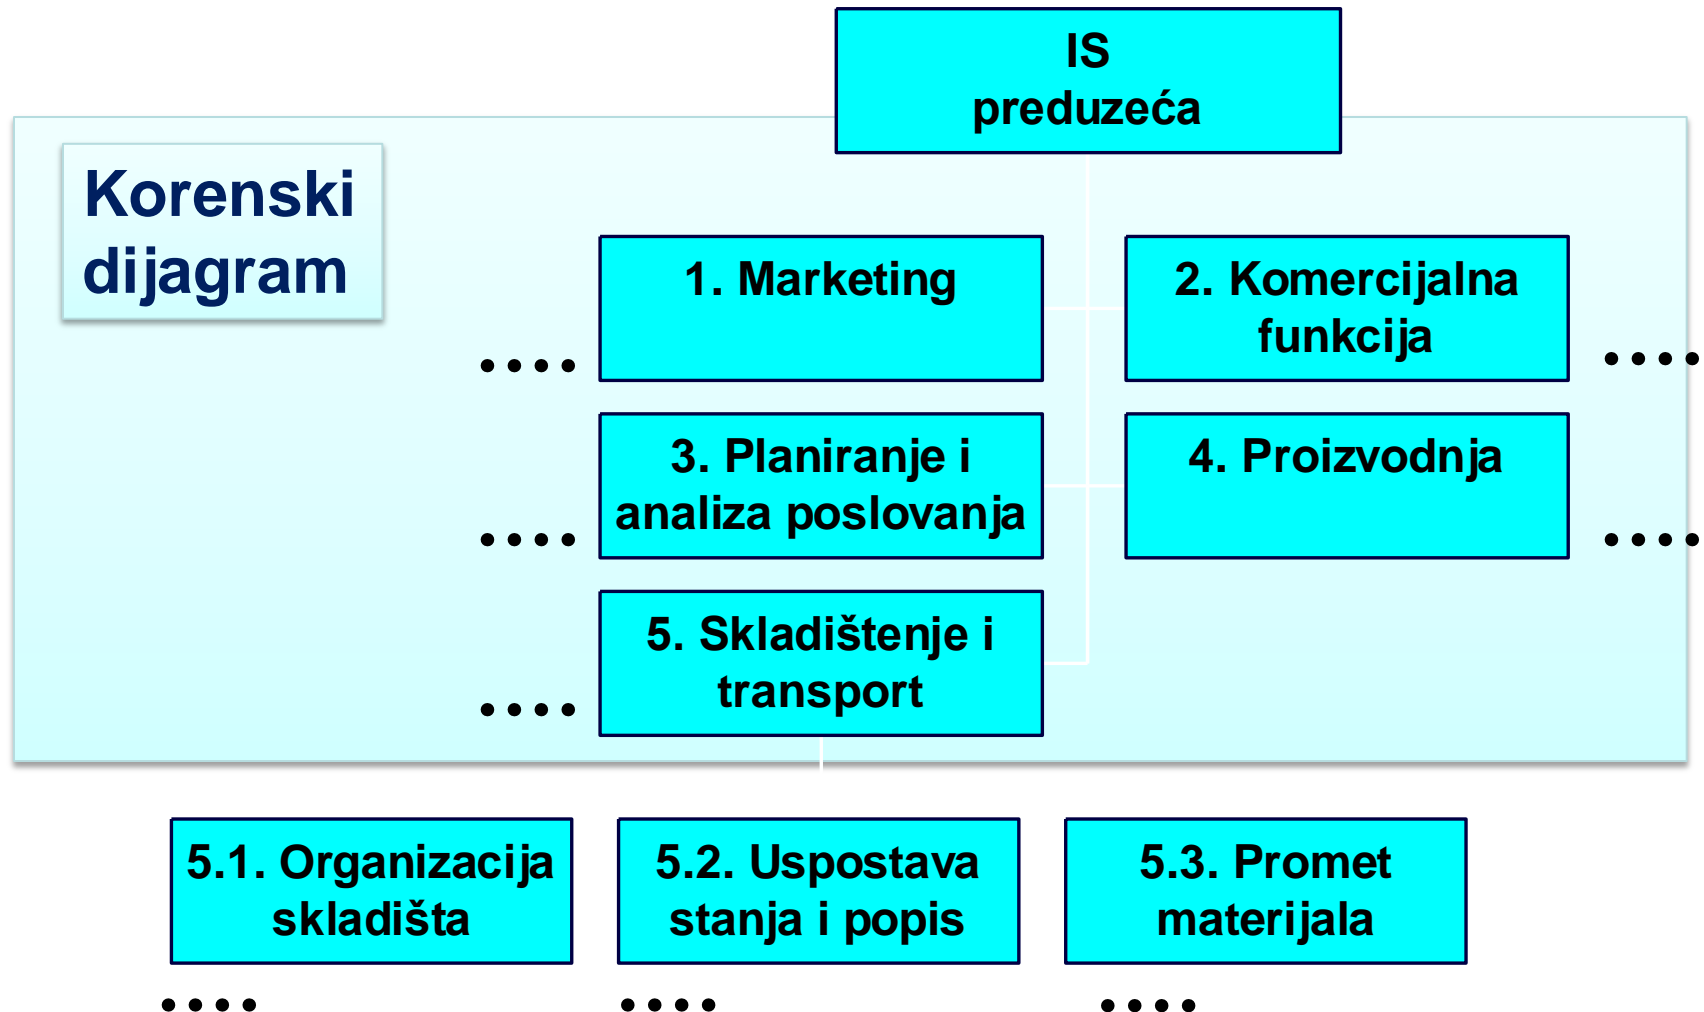 IS
preduzeća
Korenski
dijagram
1. Marketing
2. Komercijalna
funkcija
....
....
3. Planiranje i
analiza poslovanja
4. Proizvodnja
....
....
5. Skladištenje i
transport
....
5.1. Organizacija
skladišta
5.2. Uspostava
stanja i popis
5.3. Promet
materijala
....
....
....